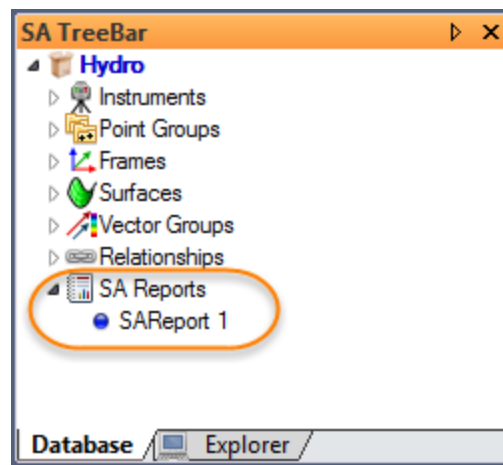 SA TreeBar
Hydro
Instruments
Point Groups
Frames
Surfaces
Vector Groups
Relationships
SA Reports
SAReport 1
Database Explorer